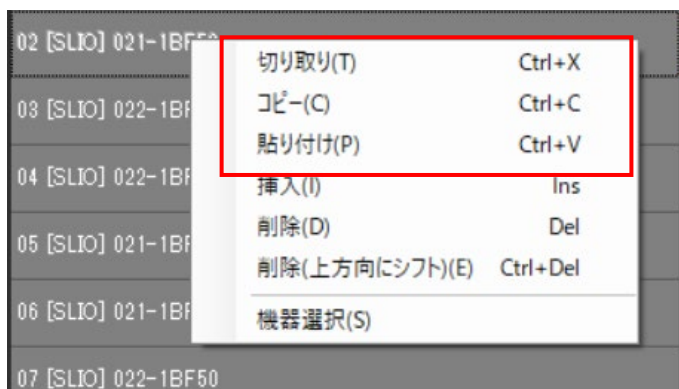 02 [SLIO] 021-1BF50
切り取り(T) Ctrl+X
03 [SLIO] 022-1BF
コピー(C) Ctrl+C
貼り付け(P) Ctrl+V
04 [SLIO] 022-1BF
挿入(I) Ins
05 [SLIO] 021-1BF
削除(D) Del
削除(上方向にシフト)(E) Ctrl+Del
06 [SLIO] 021-1BF
機器選択(S)
07 [SLIO] 022-1BF50